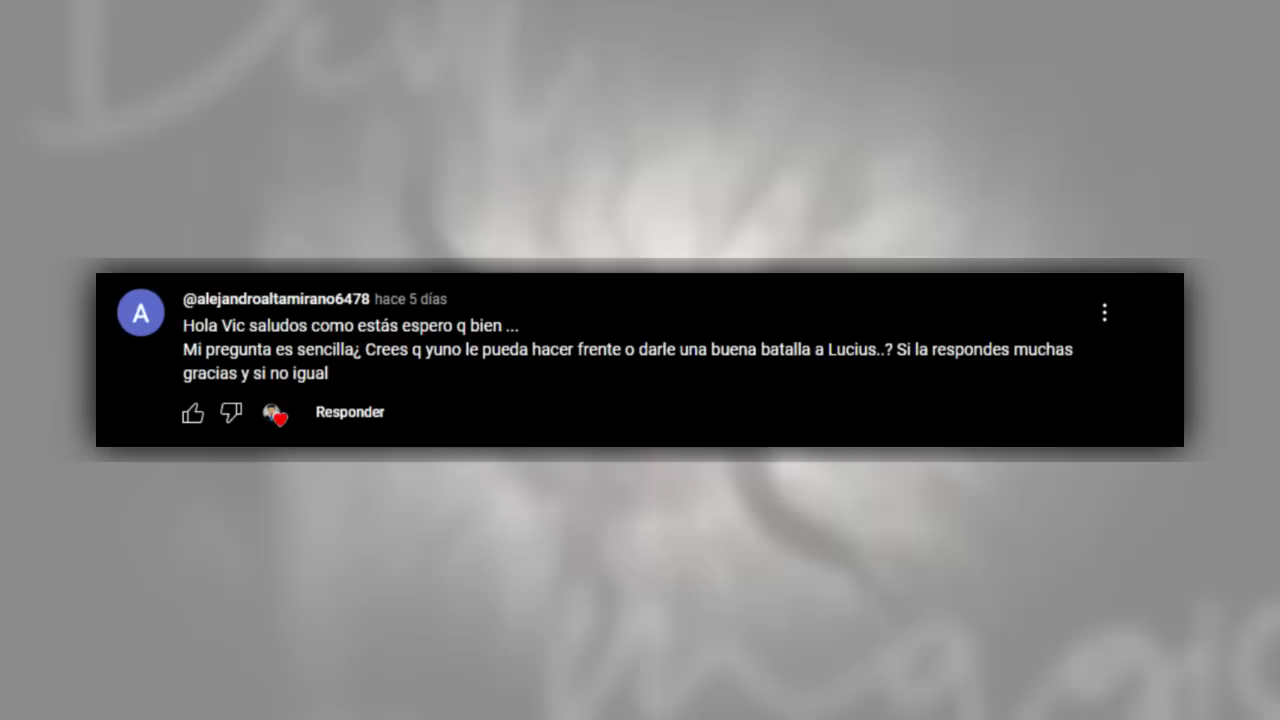 A
@alejandroaltamirano6478 hace 5 días
Hola Vic saludos como estás espero q bien ...
Mi pregunta es sencilla¿ Crees q yuno le pueda hacer frente o darle una buena batalla a Lucius..? Si la respondes muchas
gracias y si no igual
Responder